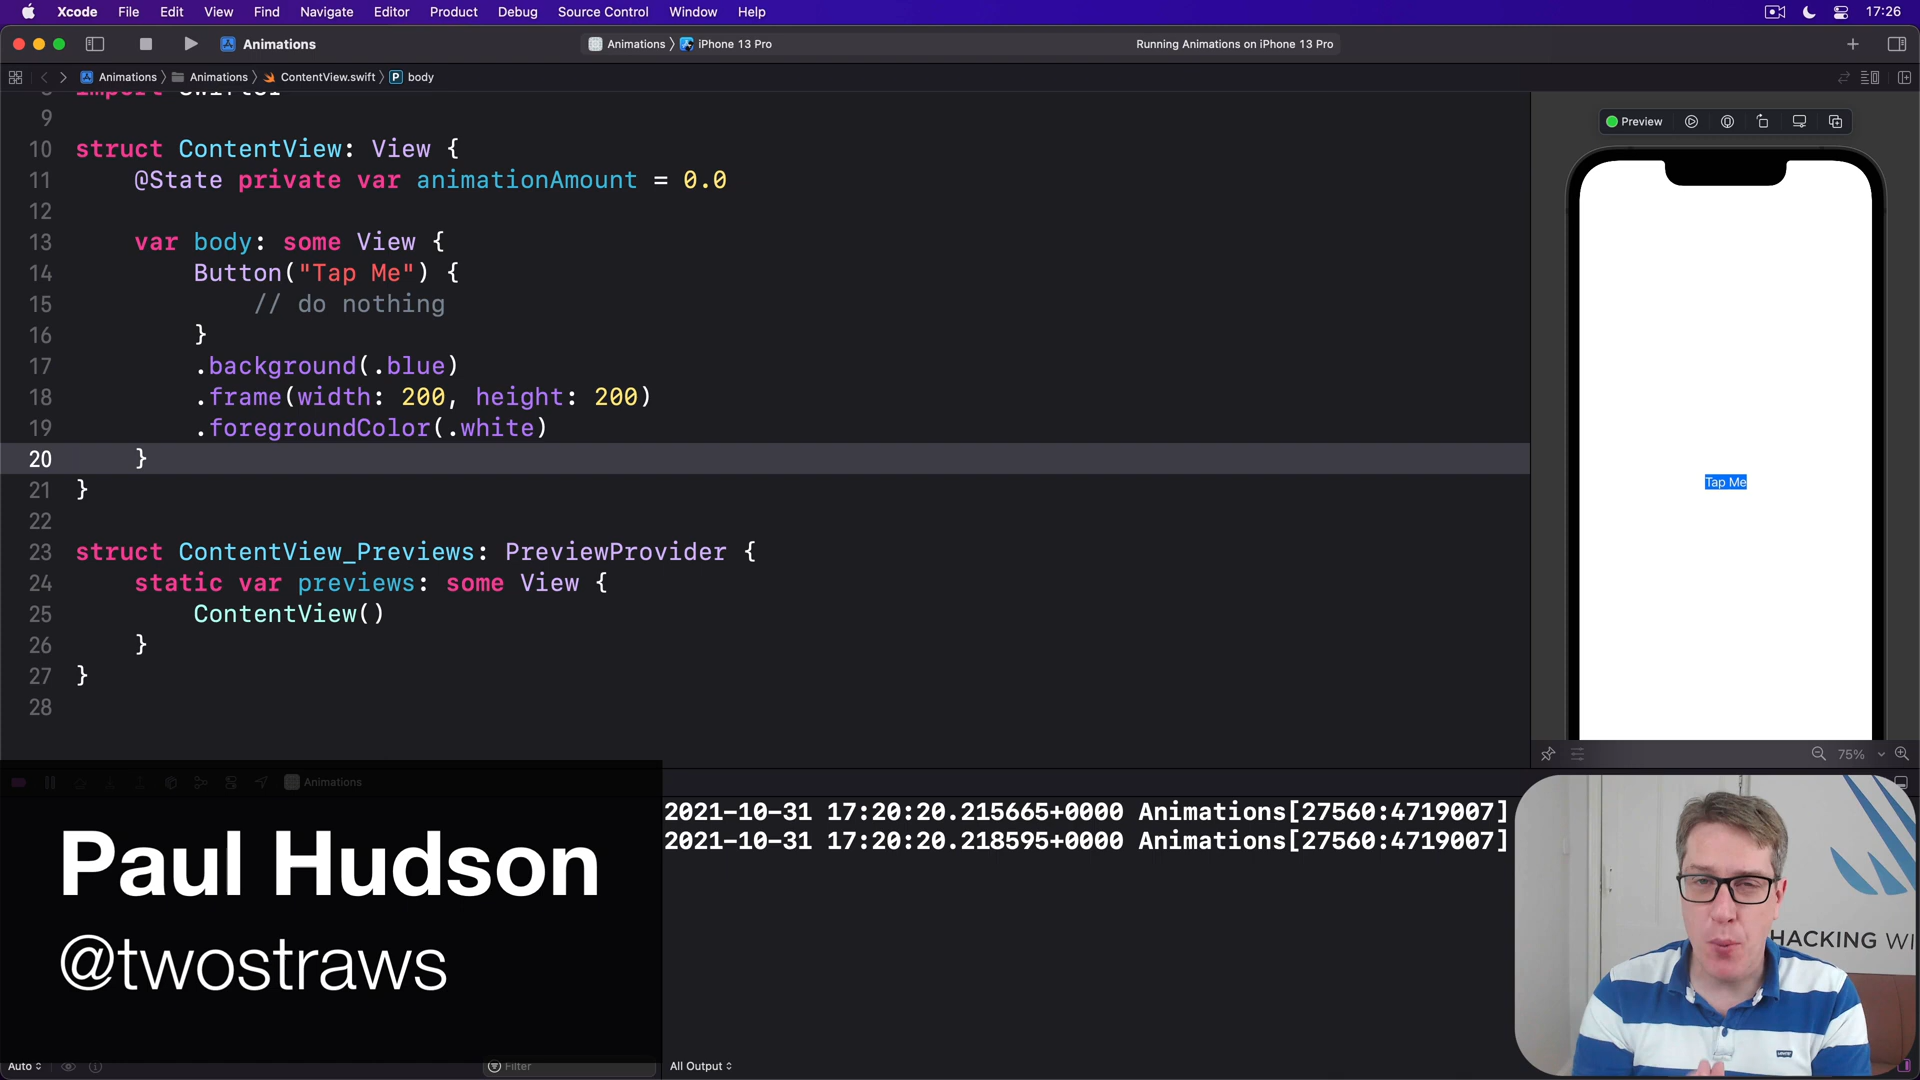 Xcode File Edit View Find Navigate Editor Product Debug Source Control Window Help 17:26
Animations
Animations iPhone 13 Pro
Running Animations on iPhone 13 Pro
Animations Animations ContentView.swift body
9
10 struct ContentView: View {
11 @State private var animationAmount = 0.0
12
13 var body: some View {
14 Button("Tap Me") {
15 // do nothing
16 }
17 .background(.blue)
18 .frame(width: 200, height: 200)
19 .foregroundColor(.white)
20 }
21 }
22
23 struct ContentView_Previews: PreviewProvider {
24 static var previews: some View {
25 ContentView()
26 }
27 }
28
Preview
Tap Me
75%
Animations
2021-10-31 17:20:20.215665+0000 Animations[27560:4719007]
2021-10-31 17:20:20.218595+0000 Animations[27560:4719007]
Paul Hudson
@twostraws
HACKING WI
Auto
Filter
All Output